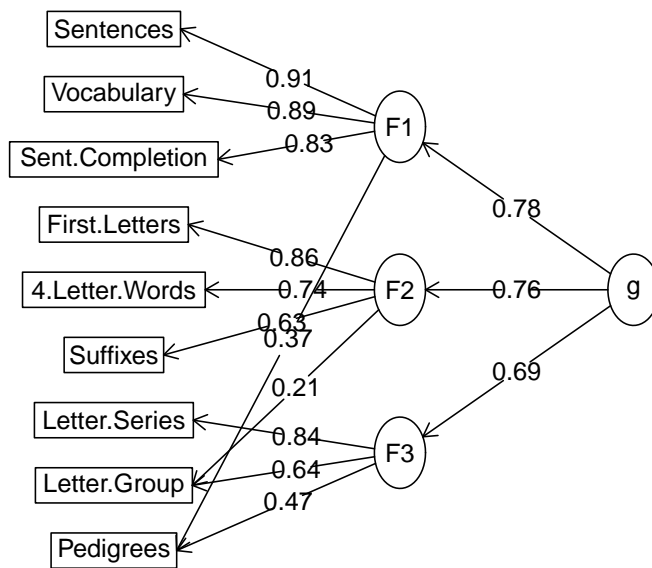 Sentences
0.91
Vocabulary
0.89
F1
Sent.Completion
0.83
0.78
First.Letters
0.86
4.Letter.Words
0.74
F2
0.76
g
0.63
0.37
Suffixes
0.21
0.69
Letter.Series
0.84
F3
0.64
Letter.Group
0.47
Pedigrees